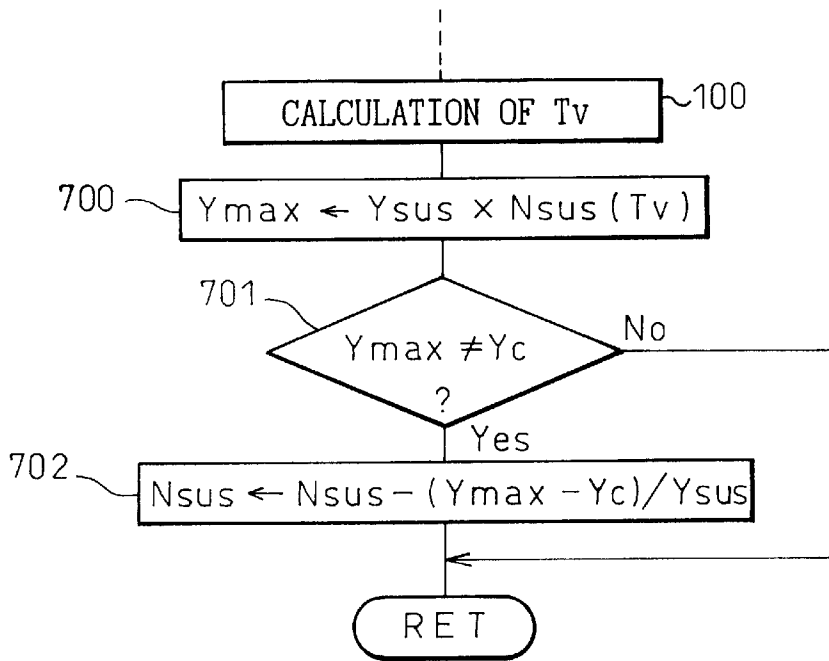 CALCULATION OF Tv
100
700
Ymax ← Ysus × Nsus (Tv)
701
Ymax ≠ Yc
?
No
Yes
702
Nsus ← Nsus - (Ymax - Yc) / Ysus
RET